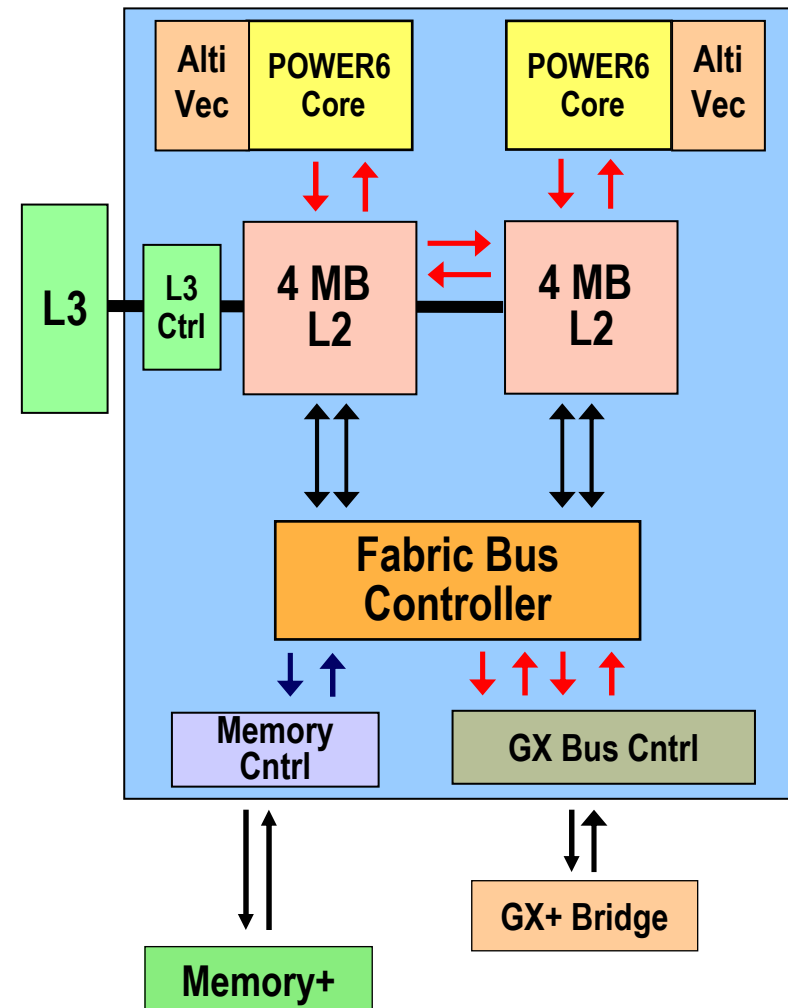 Alti
Vec
POWER6
Core
POWER6
Core
Alti
Vec
L3
L3
Ctrl
4 MB
L2
4 MB
L2
Fabric Bus
Controller
Memory
Cntrl
GX Bus Cntrl
GX+ Bridge
Memory+